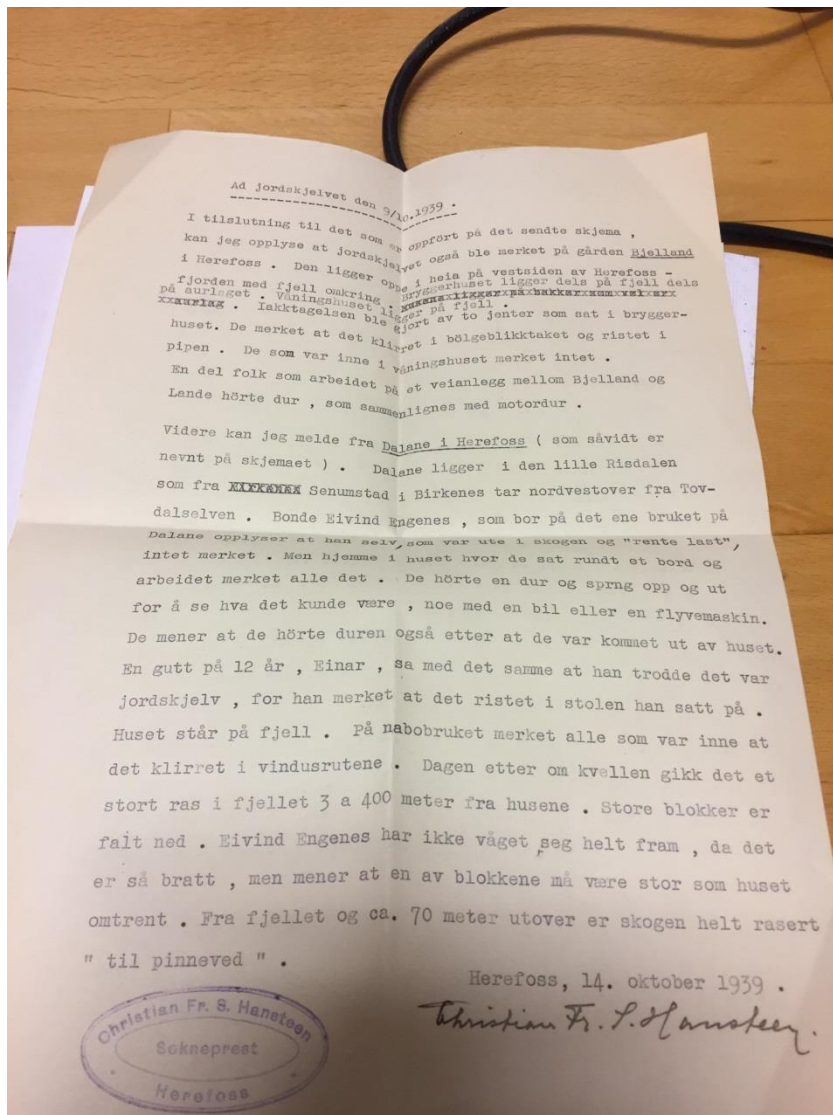 Ad jordskjelvet den 9/10.1939 .
I tilslutning til det som er oppfört på det sendte skjema ,
kan jeg opplyse at jordskjelvet også ble merket på gården Bjelland
i Herefoss . Den ligger oppe i heia på vestsiden av Herefoss -
fjorden med fjell omkring . Bryggerhuset ligger dels på fjell dels
på aurlaget . Våningshuset ligger på fjell .
Iakktagelsen ble gjort av to jenter som sat i brygger-
huset. De merket at det klirret i bölgeblikktaket og ristet i
pipen . De som var inne i våningshuset merket intet .
En del folk som arbeidet på et veianlegg mellom Bjelland og
Lande hörte dur , som sammenlignes med motordur .
Videre kan jeg melde fra Dalane i Herefoss ( som såvidt er
nevnt på skjemaet ) . Dalane ligger i den lille Risdalen
som fra Senumstad i Birkenes tar nordvestover fra Tov-
dalselven . Bonde Eivind Engenes , som bor på det ene bruket på
Dalane opplyser at han selv, som var ute i skogen og "rente last",
intet merket . Men hjemme i huset hvor de sat rundt et bord og
arbeidet merket alle det . De hörte en dur og sprng opp og ut
for å se hva det kunde være , noe med en bil eller en flyvemaskin.
De mener at de hörte duren også etter at de var kommet ut av huset.
En gutt på 12 år , Einar , sa med det samme at han trodde det var
jordskjelv , for han merket at det ristet i stolen han satt på .
Huset står på fjell . På nabobruket merket alle som var inne at
det klirret i vindusrutene . Dagen etter om kvellen gikk det et
stort ras i fjellet 3 a 400 meter fra husene . Store blokker er
falt ned . Eivind Engenes har ikke våget seg helt fram , da det
er så bratt , men mener at en av blokkene må være stor som huset
omtrent . Fra fjellet og ca. 70 meter utover er skogen helt rasert
" til pinneved " .
Herefoss, 14. oktober 1939 .
Christian Fr. S. Hansteen.
Christian Fr. S. Hansteen
Sokneprest
Herefoss